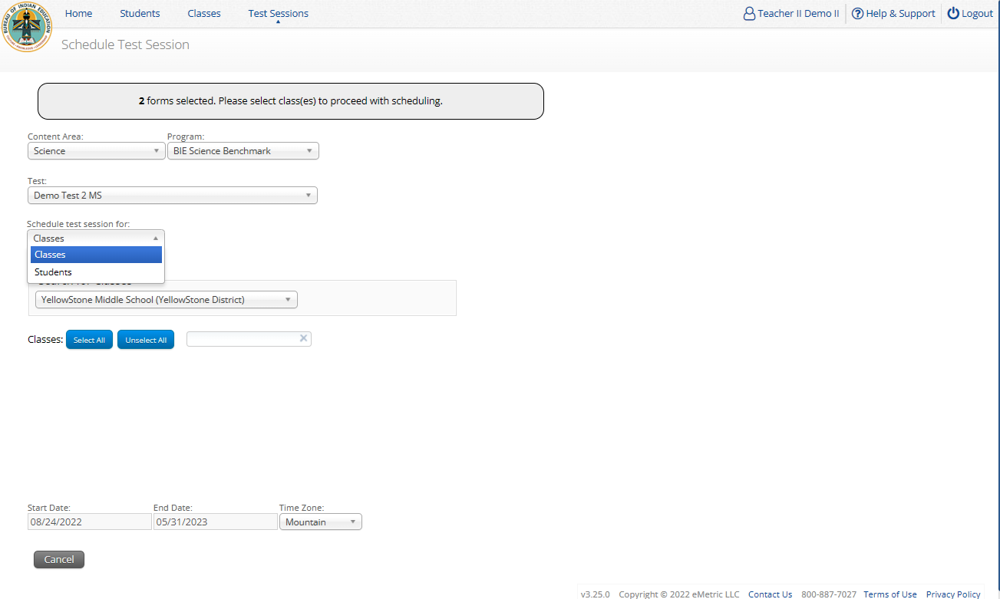 BUREAU OF INDIAN EDUCATION
Home Students Classes Test Sessions Teacher II Demo II Help & Support Logout
Schedule Test Session
2 forms selected. Please select class(es) to proceed with scheduling.
Content Area: Program:
Science BIE Science Benchmark
Test:
Demo Test 2 MS
Schedule test session for:
Classes
Classes
Students
Search for Classes
YellowStone Middle School (YellowStone District)
Classes: Select All Unselect All
Start Date: End Date: Time Zone:
08/24/2022 05/31/2023 Mountain
Cancel
v3.25.0 Copyright © 2022 eMetric LLC Contact Us 800-887-7027 Terms of Use Privacy Policy